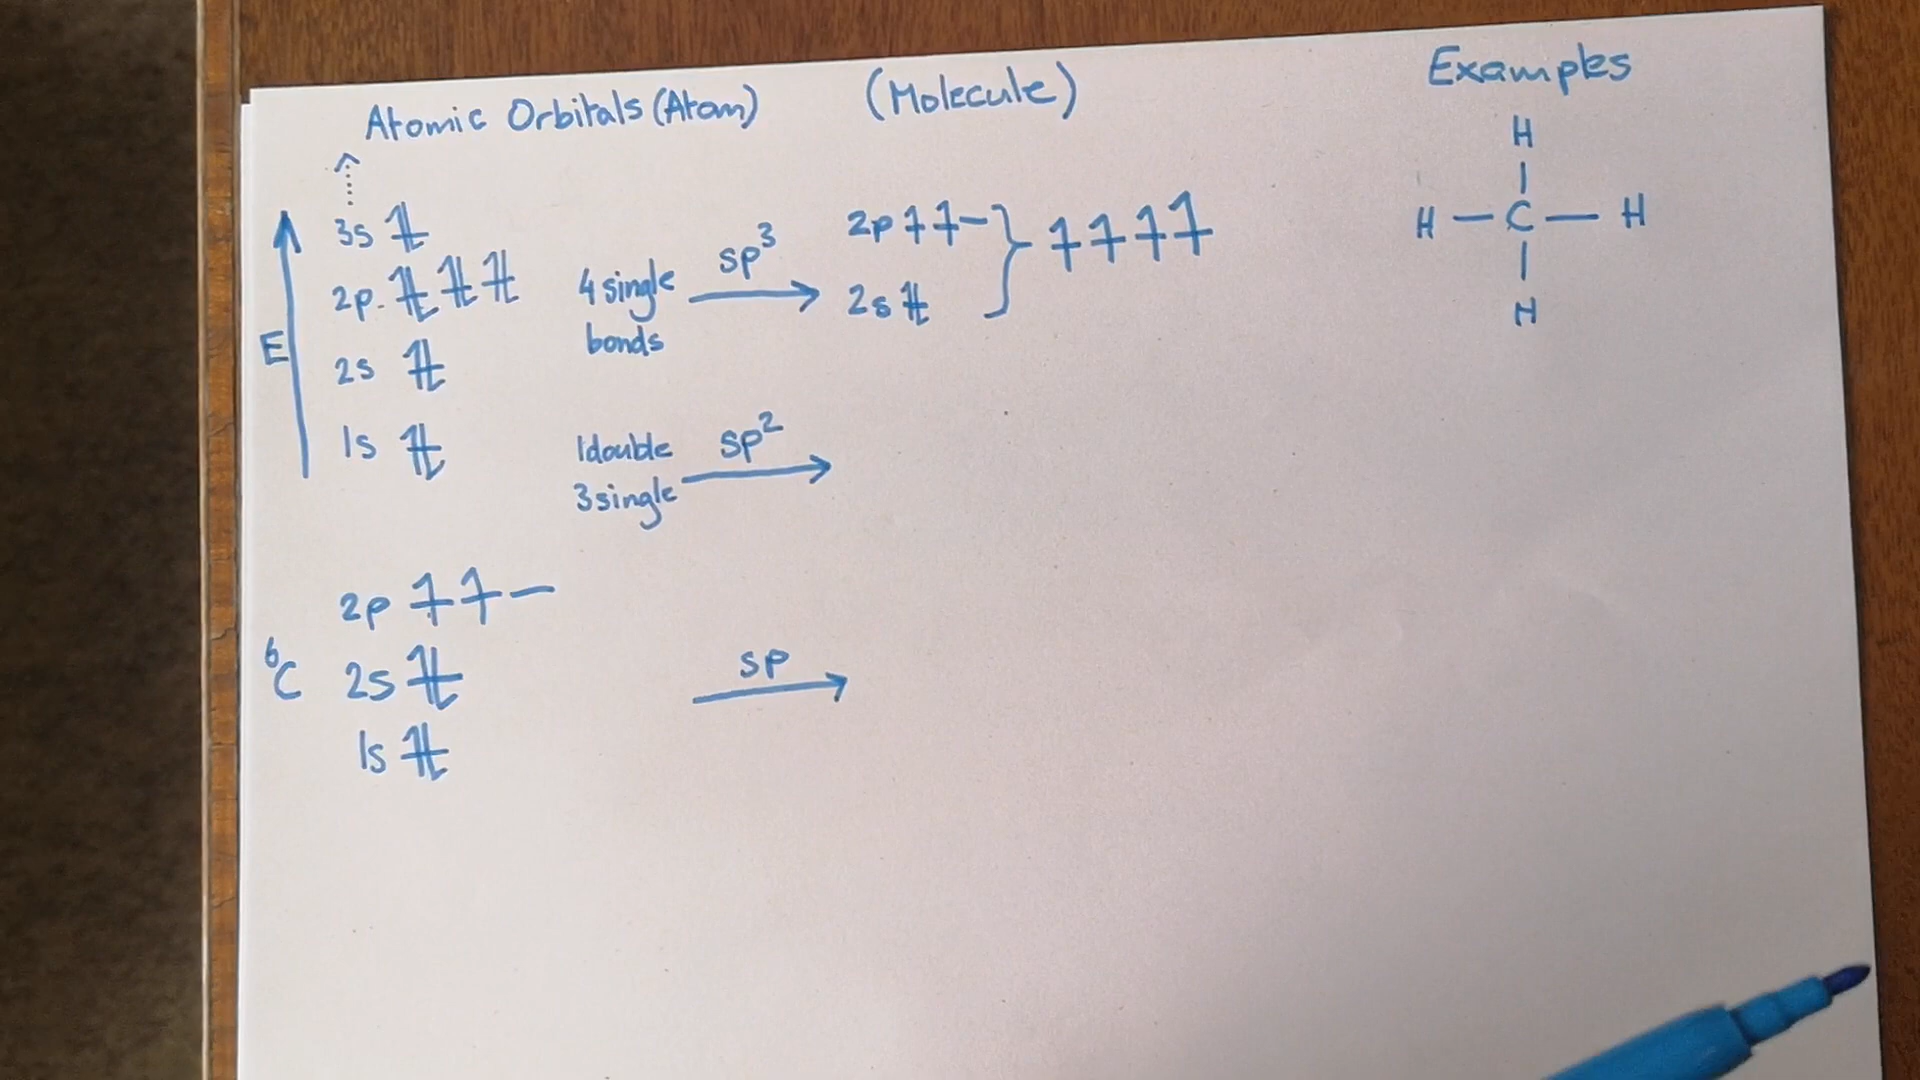 Atomic Orbitals (Atom)
(Molecule)
Examples
E
3s
2p
2s
1s
4 single
bonds
sp³
2p
2s
H
H – C – H
H
1double
3single
sp²
6
C
2p
2s
1s
sp